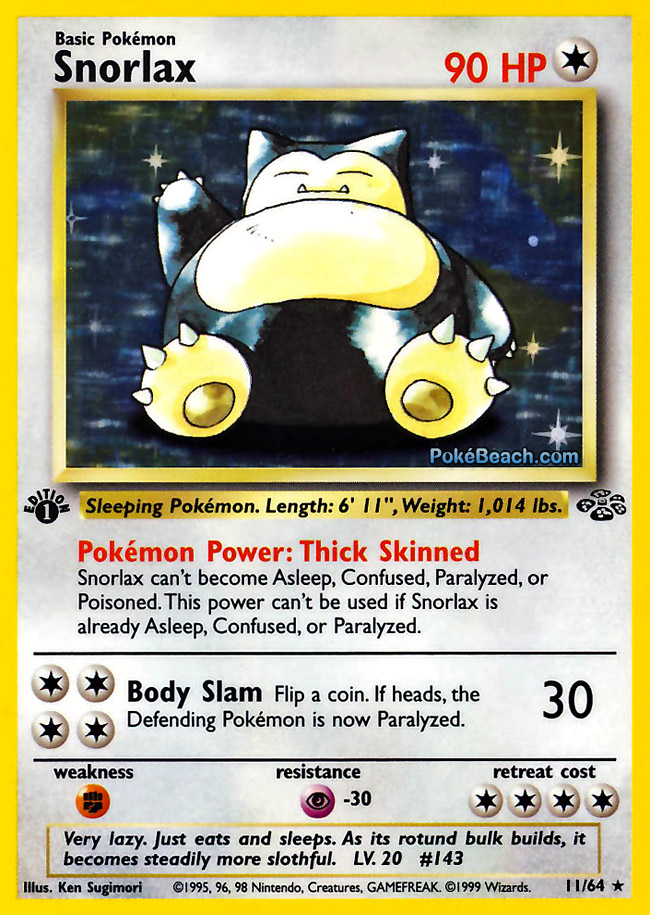 Basic Pokémon
Snorlax
90 HP
PokéBeach.com
EDITION
1
Sleeping Pokémon. Length: 6' 11", Weight: 1,014 lbs.
Pokémon Power: Thick Skinned
Snorlax can't become Asleep, Confused, Paralyzed, or
Poisoned. This power can't be used if Snorlax is
already Asleep, Confused, or Paralyzed.
Body Slam Flip a coin. If heads, the
Defending Pokémon is now Paralyzed.
30
weakness
resistance
retreat cost
-30
Very lazy. Just eats and sleeps. As its rotund bulk builds, it
becomes steadily more slothful. LV. 20 #143
Illus. Ken Sugimori ©1995, 96, 98 Nintendo, Creatures, GAMEFREAK. ©1999 Wizards. 11/64 ★